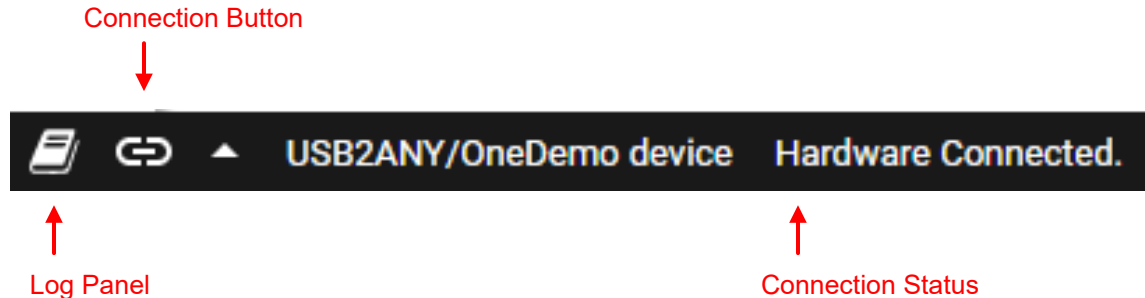 Connection Button
USB2ANY/OneDemo device Hardware Connected.
Log Panel Connection Status